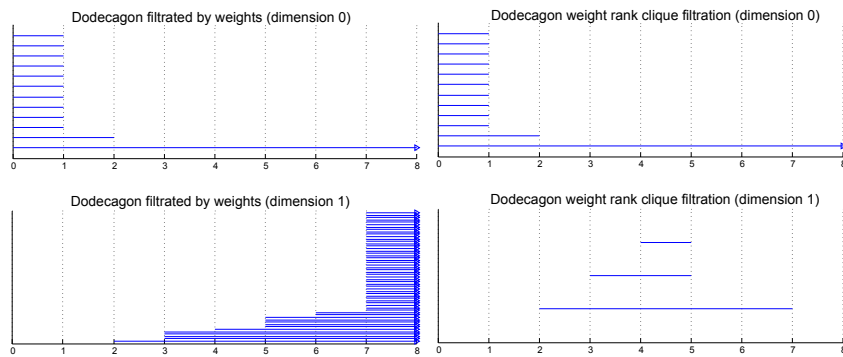 Dodecagon filtrated by weights (dimension 0)
0 1 2 3 4 5 6 7 8
Dodecagon weight rank clique filtration (dimension 0)
0 1 2 3 4 5 6 7 8
Dodecagon filtrated by weights (dimension 1)
0 1 2 3 4 5 6 7 8
Dodecagon weight rank clique filtration (dimension 1)
0 1 2 3 4 5 6 7 8